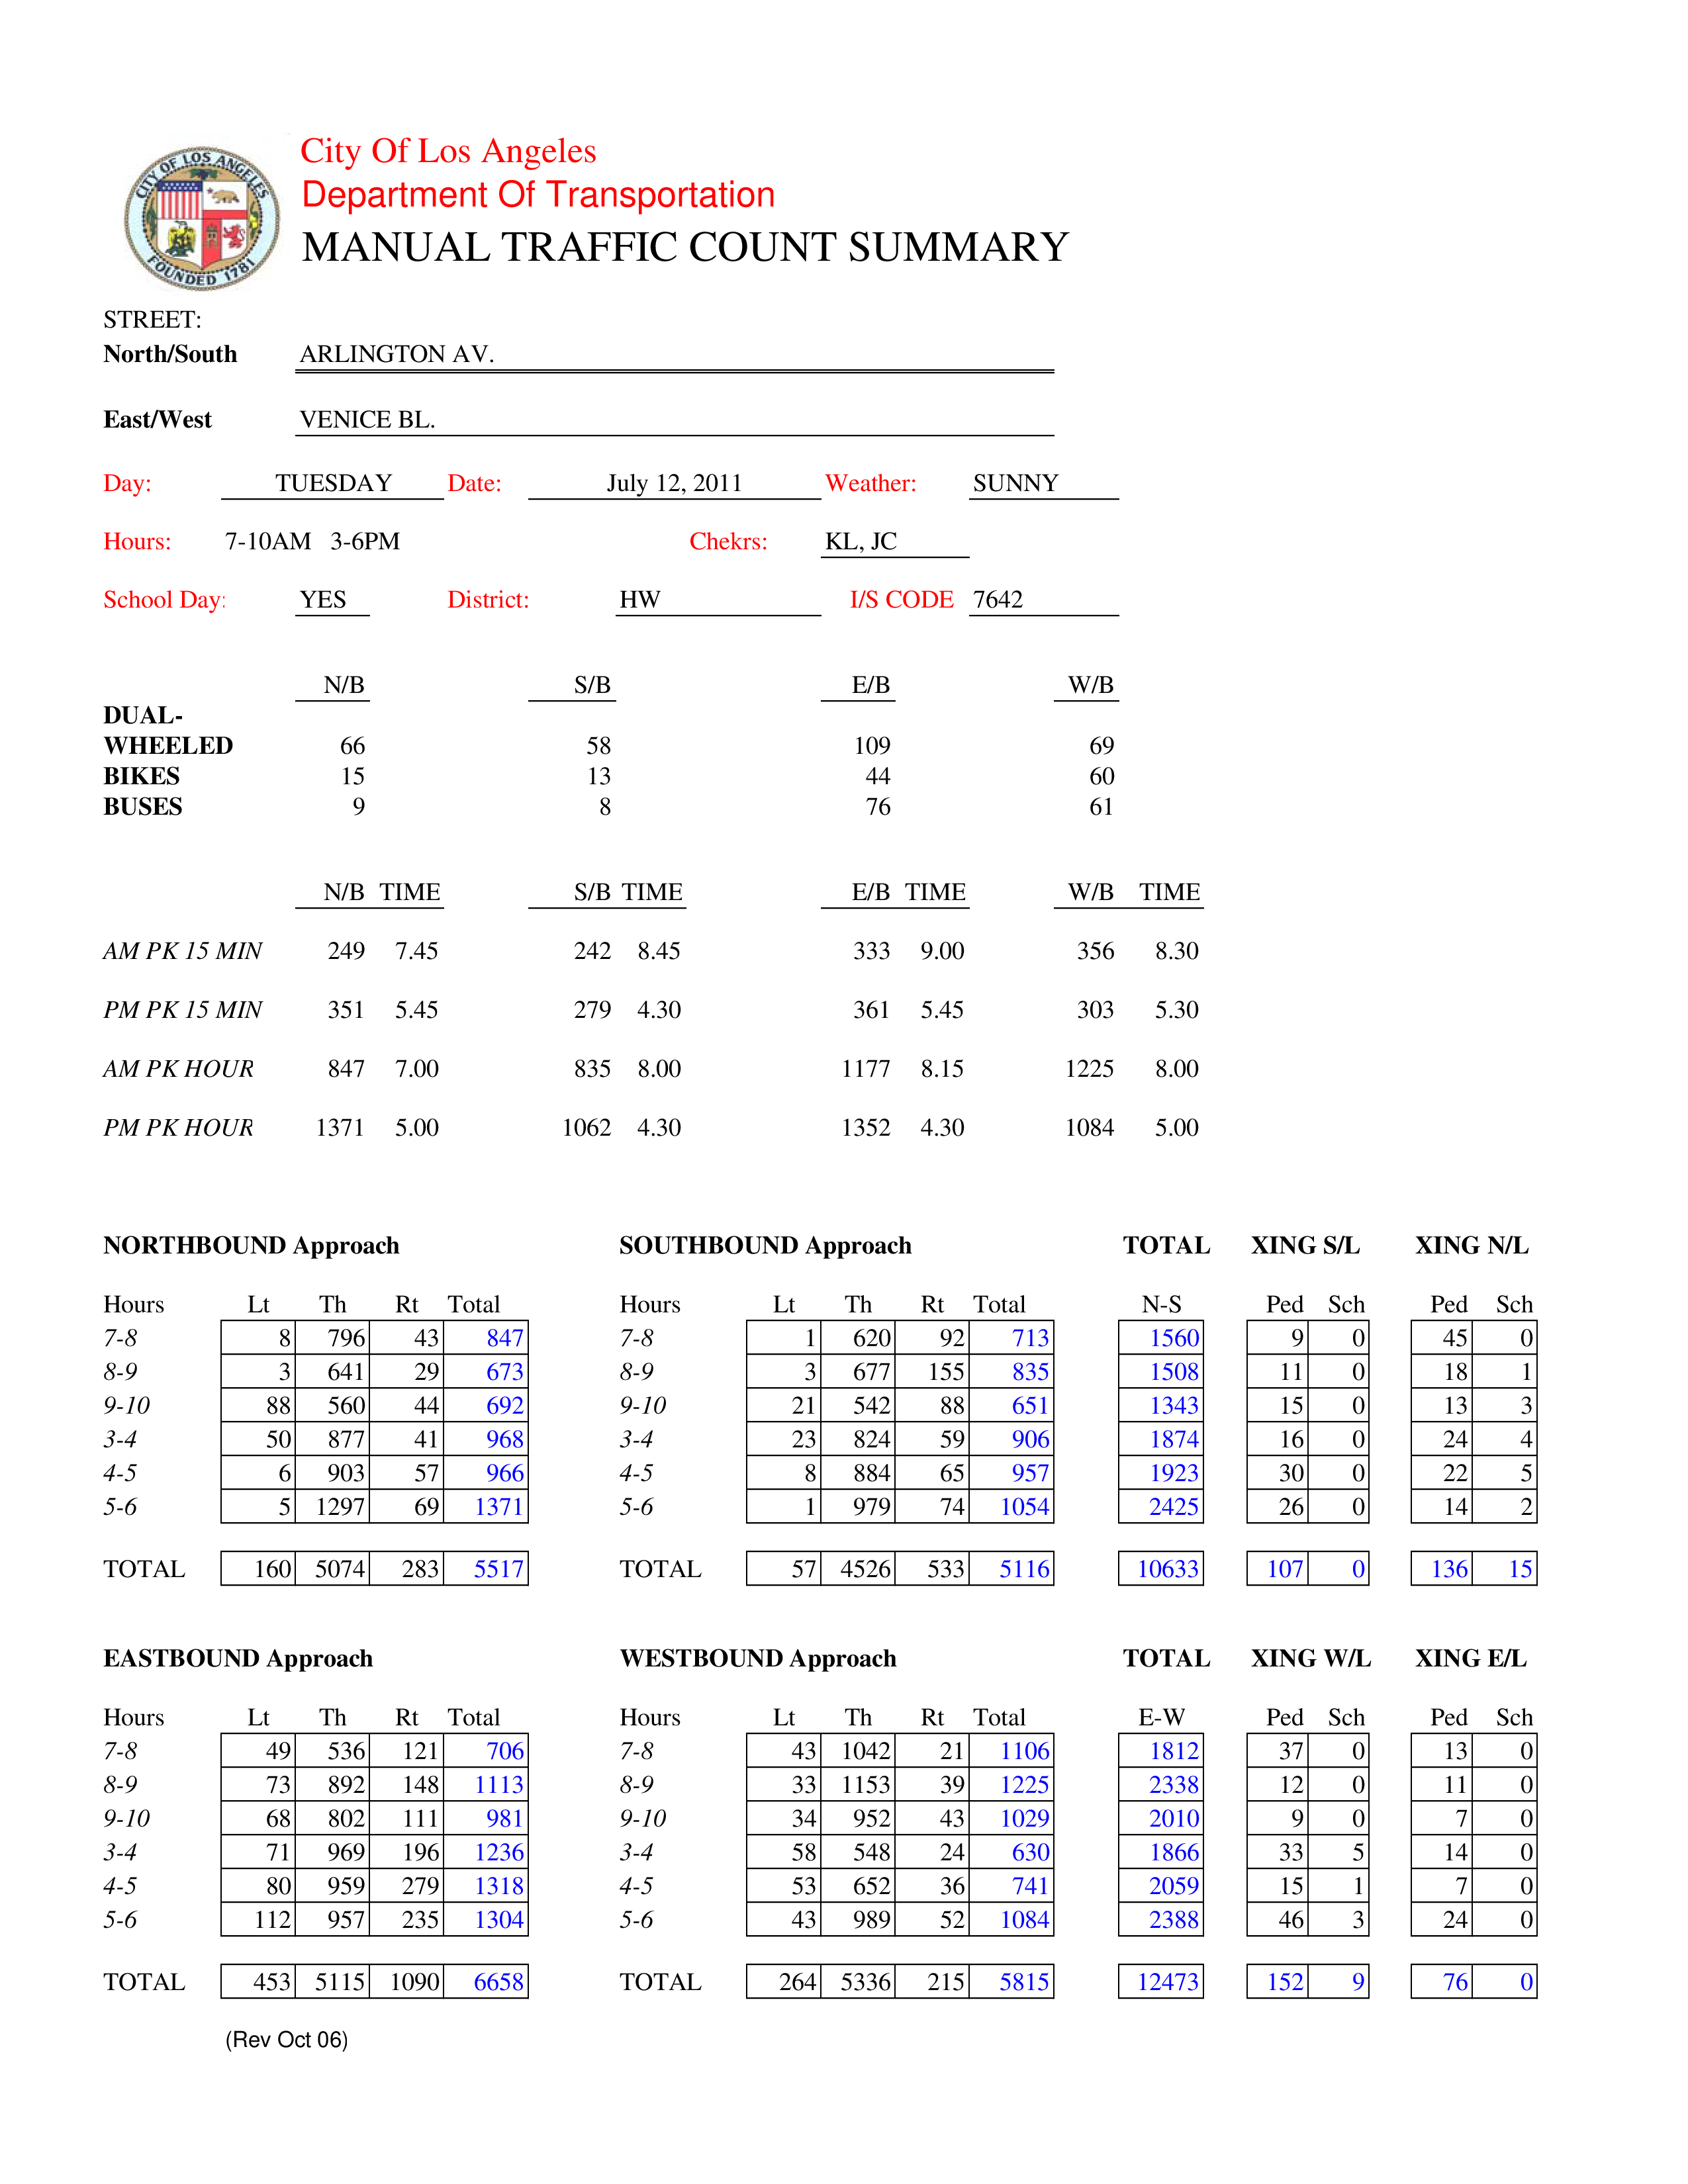 CITY OF LOS ANGELES
FOUNDED 1781
City Of Los Angeles
Department Of Transportation
MANUAL TRAFFIC COUNT SUMMARY
STREET:
North/South ARLINGTON AV.
East/West VENICE BL.
Day: TUESDAY Date: July 12, 2011 Weather: SUNNY
Hours: 7-10AM 3-6PM Chekrs: KL, JC
School Day: YES District: HW I/S CODE 7642
N/B S/B E/B W/B
DUAL-
WHEELED 66 58 109 69
BIKES 15 13 44 60
BUSES 9 8 76 61
N/B TIME S/B TIME E/B TIME W/B TIME
AM PK 15 MIN 249 7.45 242 8.45 333 9.00 356 8.30
PM PK 15 MIN 351 5.45 279 4.30 361 5.45 303 5.30
AM PK HOUR 847 7.00 835 8.00 1177 8.15 1225 8.00
PM PK HOUR 1371 5.00 1062 4.30 1352 4.30 1084 5.00
NORTHBOUND Approach SOUTHBOUND Approach TOTAL XING S/L XING N/L
Hours Lt Th Rt Total Hours Lt Th Rt Total N-S Ped Sch Ped Sch
7-8 8 796 43 847 7-8 1 620 92 713 1560 9 0 45 0
8-9 3 641 29 673 8-9 3 677 155 835 1508 11 0 18 1
9-10 88 560 44 692 9-10 21 542 88 651 1343 15 0 13 3
3-4 50 877 41 968 3-4 23 824 59 906 1874 16 0 24 4
4-5 6 903 57 966 4-5 8 884 65 957 1923 30 0 22 5
5-6 5 1297 69 1371 5-6 1 979 74 1054 2425 26 0 14 2
TOTAL 160 5074 283 5517 TOTAL 57 4526 533 5116 10633 107 0 136 15
EASTBOUND Approach WESTBOUND Approach TOTAL XING W/L XING E/L
Hours Lt Th Rt Total Hours Lt Th Rt Total E-W Ped Sch Ped Sch
7-8 49 536 121 706 7-8 43 1042 21 1106 1812 37 0 13 0
8-9 73 892 148 1113 8-9 33 1153 39 1225 2338 12 0 11 0
9-10 68 802 111 981 9-10 34 952 43 1029 2010 9 0 7 0
3-4 71 969 196 1236 3-4 58 548 24 630 1866 33 5 14 0
4-5 80 959 279 1318 4-5 53 652 36 741 2059 15 1 7 0
5-6 112 957 235 1304 5-6 43 989 52 1084 2388 46 3 24 0
TOTAL 453 5115 1090 6658 TOTAL 264 5336 215 5815 12473 152 9 76 0
(Rev Oct 06)